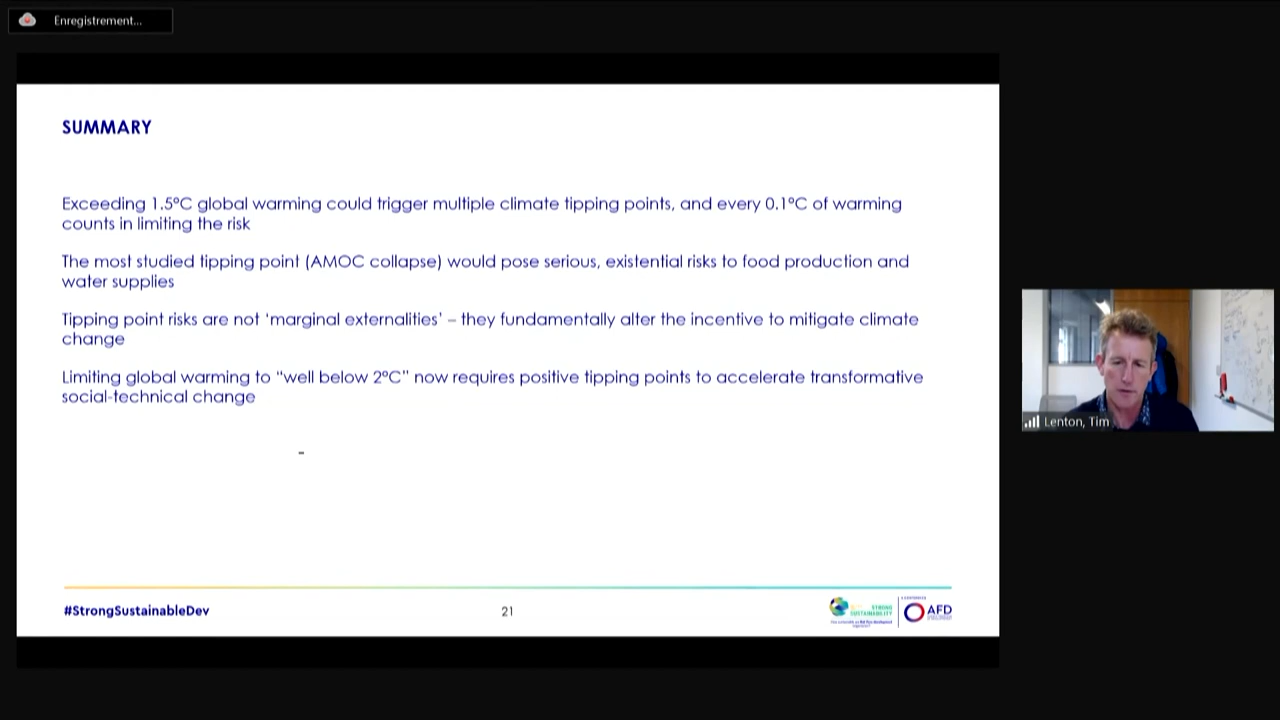 Enregistrement...
SUMMARY
Exceeding 1.5°C global warming could trigger multiple climate tipping points, and every 0.1°C of warming
counts in limiting the risk
The most studied tipping point (AMOC collapse) would pose serious, existential risks to food production and
water supplies
Tipping point risks are not ‘marginal externalities’ – they fundamentally alter the incentive to mitigate climate
change
Limiting global warming to “well below 2°C” now requires positive tipping points to accelerate transformative
social-technical change
-
Lenton, Tim
#StrongSustainableDev
21
STRONG
SUSTAINABILITY
AFD